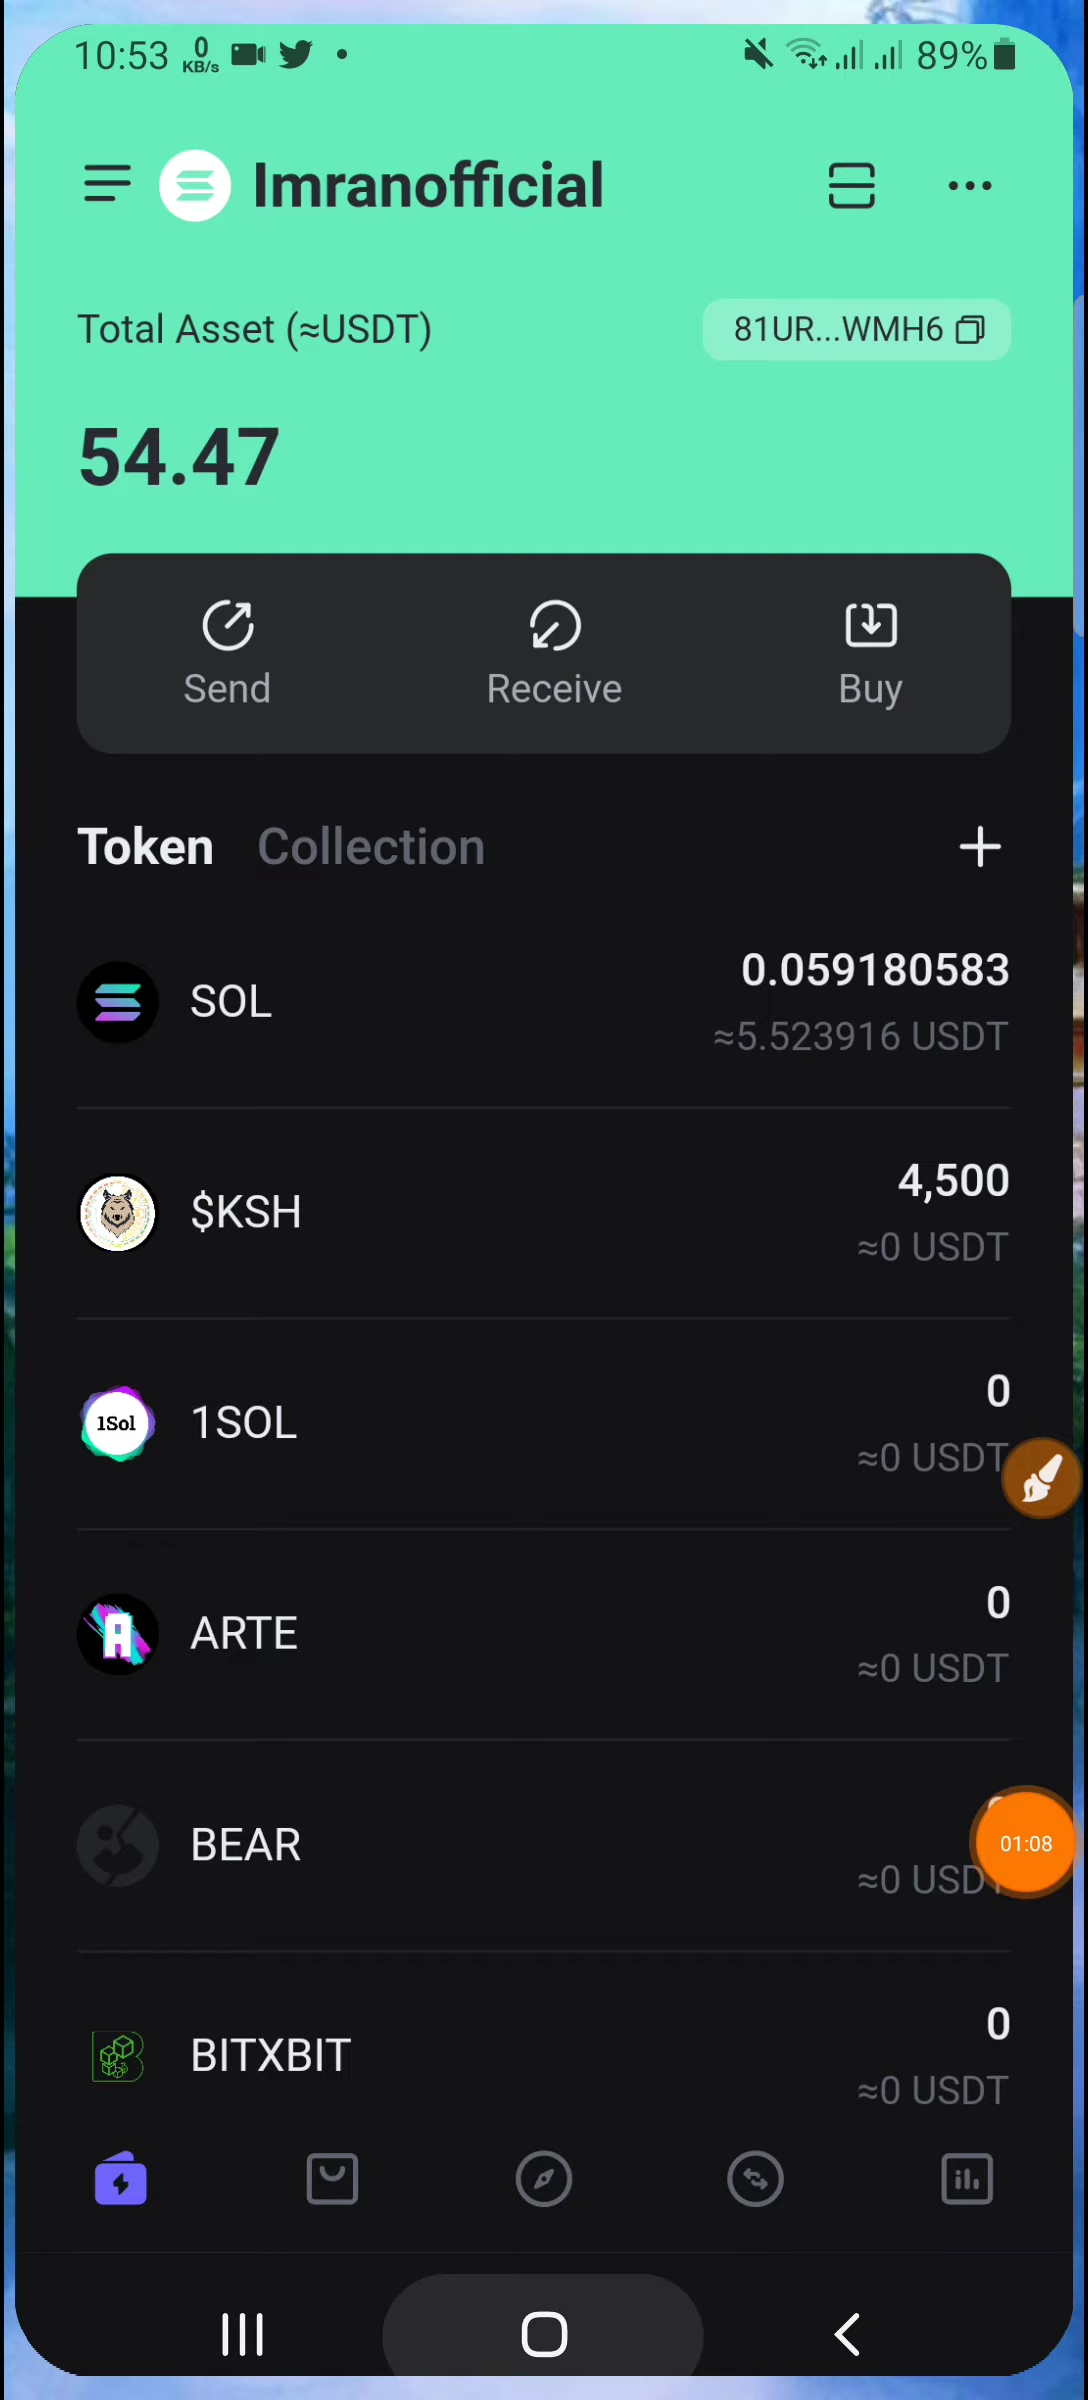 10:53 0 KB/s 89%
Imranofficial
Total Asset (≈USDT) 81UR...WMH6
54.47
Send Receive Buy
Token Collection
SOL 0.059180583
≈5.523916 USDT
$KSH 4,500
≈0 USDT
1Sol 1SOL 0
≈0 USDT
ARTE 0
≈0 USDT
BEAR
≈0 USDT
01:08
BITXBIT 0
≈0 USDT